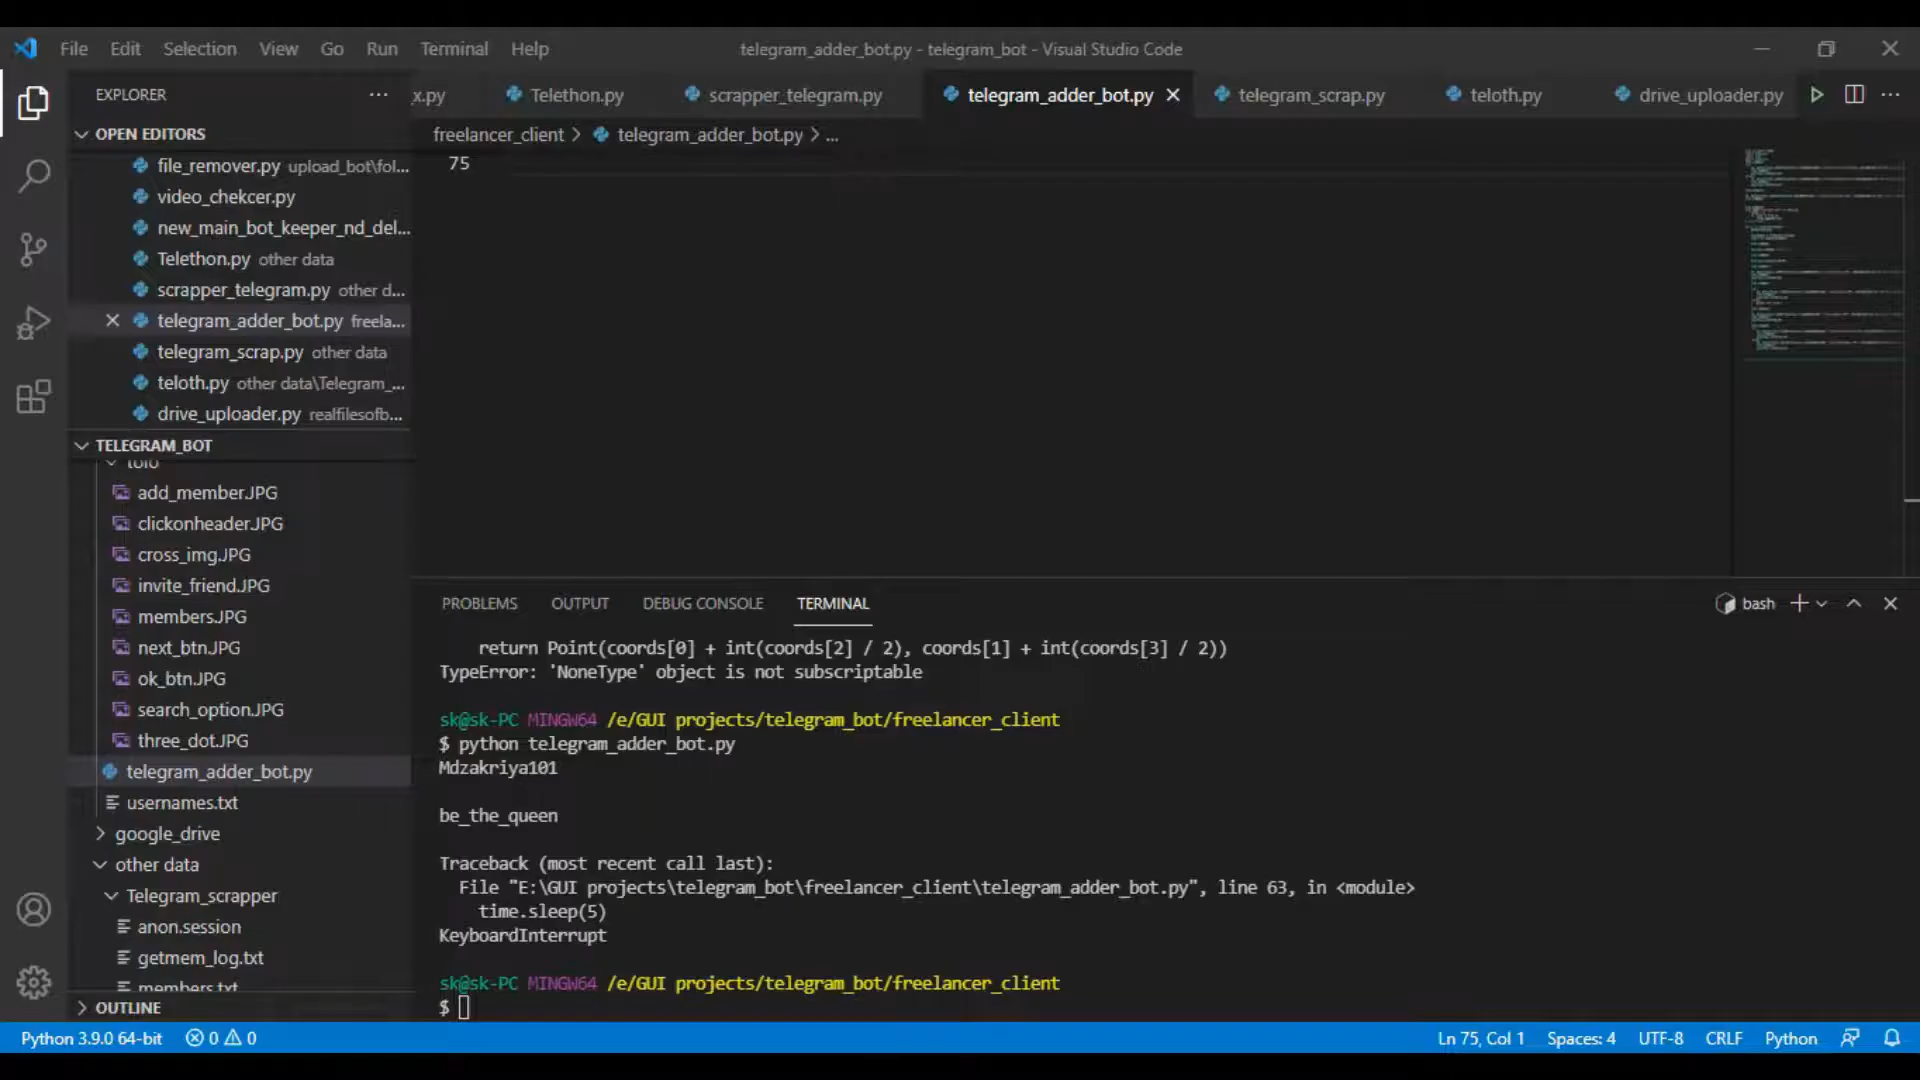 File Edit Selection View Go Run Terminal Help
telegram_adder_bot.py - telegram_bot - Visual Studio Code
EXPLORER
OPEN EDITORS
file_remover.py upload_bot\fol...
video_chekcer.py
new_main_bot_keeper_nd_del...
Telethon.py other data
scrapper_telegram.py other d...
telegram_adder_bot.py freela...
telegram_scrap.py other data
teloth.py other data\Telegram_...
drive_uploader.py realfilesofb...
TELEGRAM_BOT
add_member.JPG
clickonheader.JPG
cross_img.JPG
invite_friend.JPG
members.JPG
next_btn.JPG
ok_btn.JPG
search_option.JPG
three_dot.JPG
telegram_adder_bot.py
usernames.txt
google_drive
other data
Telegram_scrapper
anon.session
getmem_log.txt
members.txt
OUTLINE
x.py Telethon.py scrapper_telegram.py telegram_adder_bot.py telegram_scrap.py teloth.py drive_uploader.py
freelancer_client > telegram_adder_bot.py > ...
75
PROBLEMS OUTPUT DEBUG CONSOLE TERMINAL
bash
return Point(coords[0] + int(coords[2] / 2), coords[1] + int(coords[3] / 2))
TypeError: 'NoneType' object is not subscriptable
sk@sk-PC MINGW64 /e/GUI projects/telegram_bot/freelancer_client
$ python telegram_adder_bot.py
Mdzakriya101
be_the_queen
Traceback (most recent call last):
File "E:\GUI projects\telegram_bot\freelancer_client\telegram_adder_bot.py", line 63, in <module>
time.sleep(5)
KeyboardInterrupt
sk@sk-PC MINGW64 /e/GUI projects/telegram_bot/freelancer_client
$
Python 3.9.0 64-bit 0 0
Ln 75, Col 1 Spaces: 4 UTF-8 CRLF Python